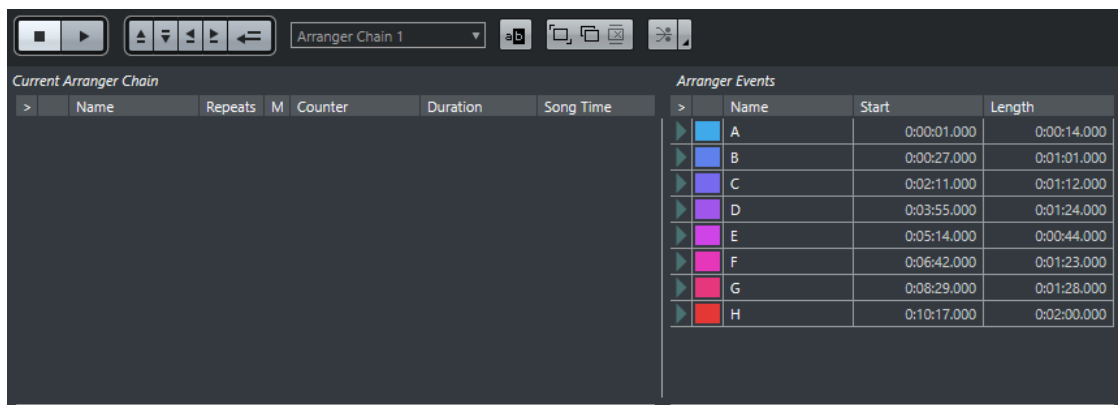 Arranger Chain 1 ab
Current Arranger Chain
> Name Repeats M Counter Duration Song Time
Arranger Events
> Name Start Length
A 0:00:01.000 0:00:14.000
B 0:00:27.000 0:01:01.000
C 0:02:11.000 0:01:12.000
D 0:03:55.000 0:01:24.000
E 0:05:14.000 0:00:44.000
F 0:06:42.000 0:01:23.000
G 0:08:29.000 0:01:28.000
H 0:10:17.000 0:02:00.000